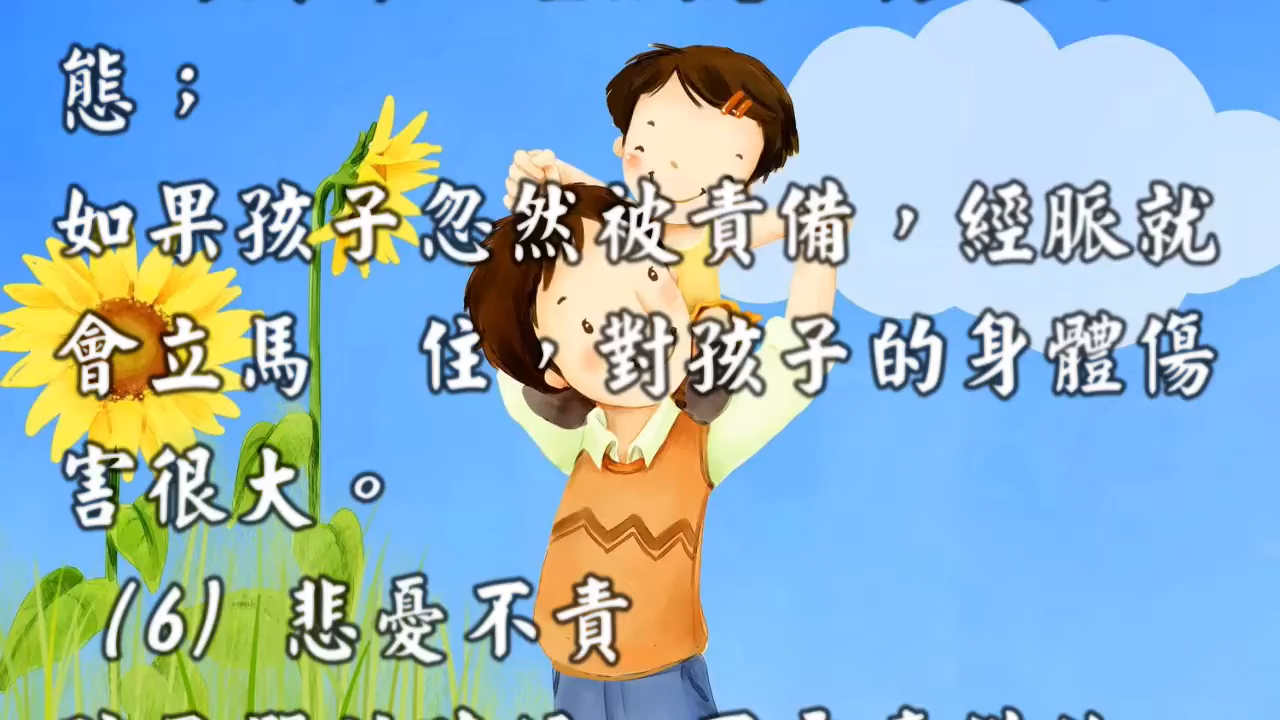 態；
如果孩子忽然被責備，經脈就
會立馬　住，對孩子的身體傷
害很大。
(6) 悲憂不責